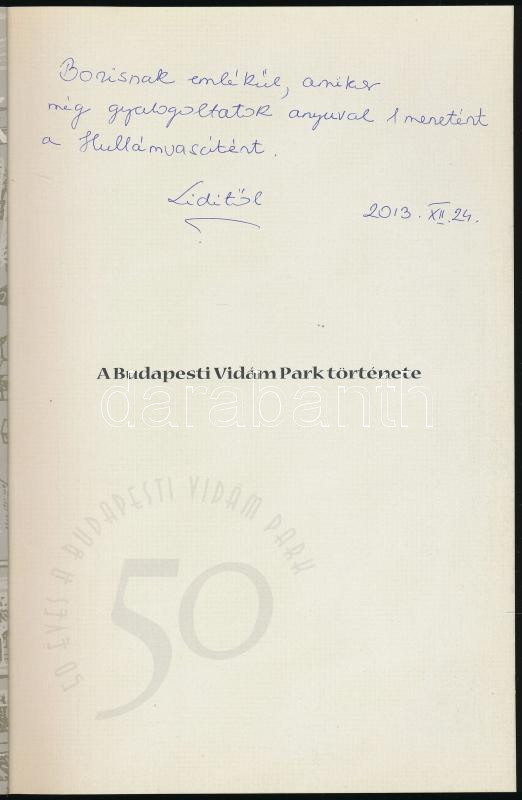 Borisnak emlékül, amikor
még gyalogoltatok anyuval 1 menetért
a Hullámvasútért.
Liditől
2013. XII. 24.
A Budapesti Vidám Park története
darabanth
50 ÉVES A BUDAPESTI VIDÁM PARK
50